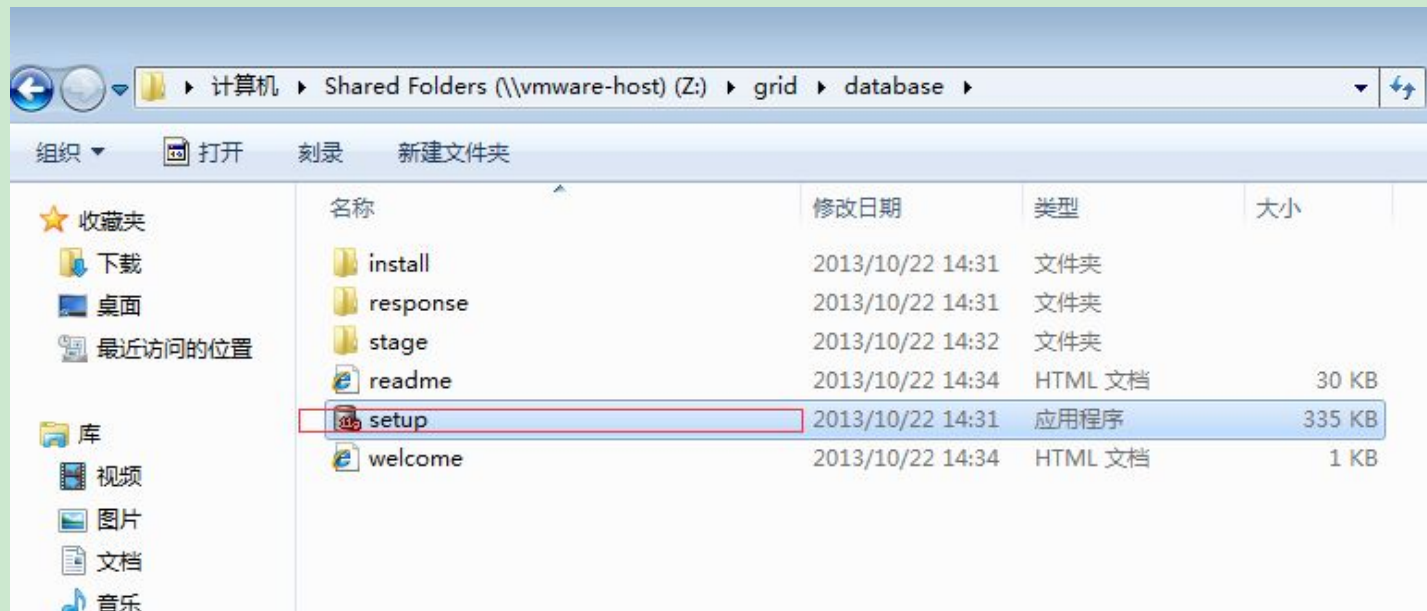 计算机 Shared Folders (\\vmware-host) (Z:) grid database
组织 打开 刻录 新建文件夹
名称 修改日期 类型 大小
收藏夹
下载
桌面
最近访问的位置
库
视频
图片
文档
音乐
install 2013/10/22 14:31 文件夹
response 2013/10/22 14:31 文件夹
stage 2013/10/22 14:32 文件夹
readme 2013/10/22 14:34 HTML 文档 30 KB
setup 2013/10/22 14:31 应用程序 335 KB
welcome 2013/10/22 14:34 HTML 文档 1 KB